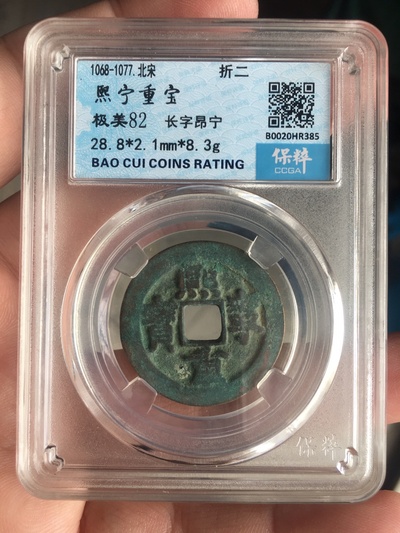 1068-1077.北宋 折二
熙宁重宝
极美82 长字昂宁
28.8*2.1mm*8.3g
BAO CUI COINS RATING
B0020HR385
保粹
CCGA
熙寧重寳
保粹